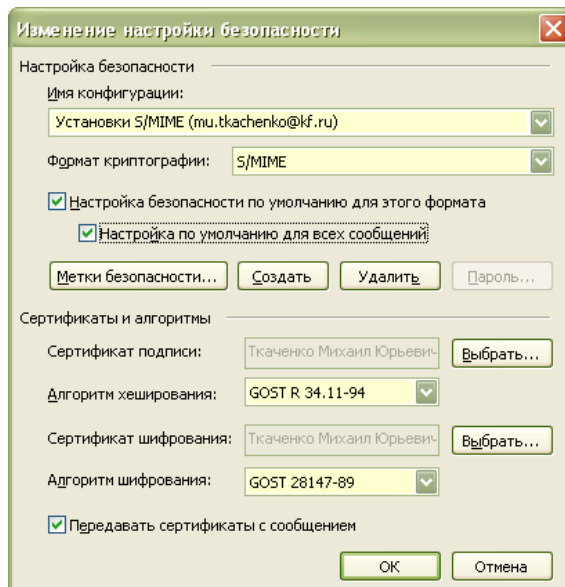 Изменение настройки безопасности
Настройка безопасности
Имя конфигурации:
Установки S/MIME (mu.tkachenko@kf.ru)
Формат криптографии: S/MIME
Настройка безопасности по умолчанию для этого формата
Настройка по умолчанию для всех сообщений
Метки безопасности... Создать Удалить Пароль...
Сертификаты и алгоритмы
Сертификат подписи: Ткаченко Михаил Юрьевич Выбрать...
Алгоритм хеширования: GOST R 34.11-94
Сертификат шифрования: Ткаченко Михаил Юрьевич Выбрать...
Алгоритм шифрования: GOST 28147-89
Передавать сертификаты с сообщением
ОК Отмена